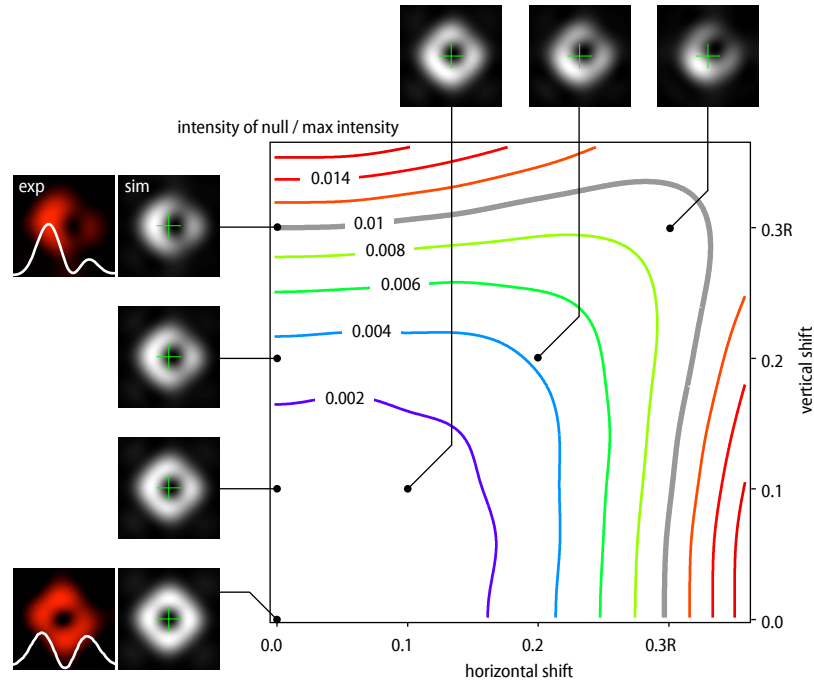 intensity of null / max intensity
exp
sim
0.014
0.01
0.008
0.006
0.004
0.002
0.3R
0.2
0.1
0.0
vertical shift
0.0
0.1
0.2
0.3R
horizontal shift